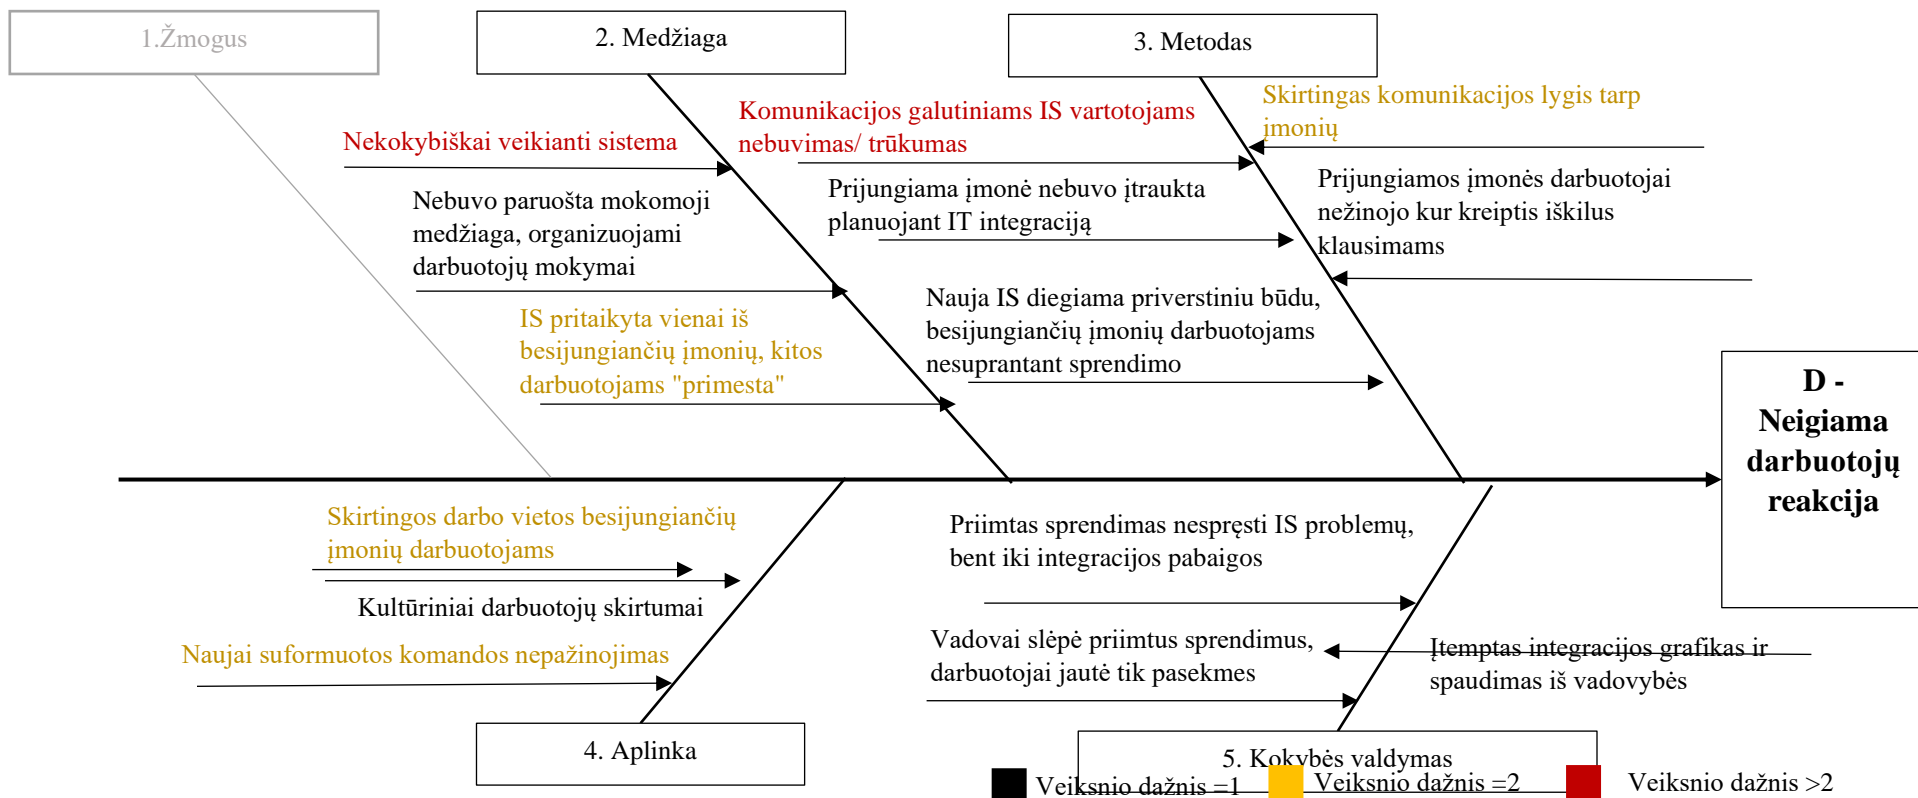 1.Žmogus
2. Medžiaga
3. Metodas
Nekokybiškai veikianti sistema
Nebuvo paruošta mokomoji
medžiaga, organizuojami
darbuotojų mokymai
IS pritaikyta vienai iš
besijungiančių įmonių, kitos
darbuotojams "primesta"
Komunikacijos galutiniams IS vartotojams
nebuvimas/ trūkumas
Prijungiama įmonė nebuvo įtraukta
planuojant IT integraciją
Nauja IS diegiama priverstiniu būdu,
besijungiančių įmonių darbuotojams
nesuprantant sprendimo
Skirtingas komunikacijos lygis tarp
įmonių
Prijungiamos įmonės darbuotojai
nežinojo kur kreiptis iškilus
klausimams
D -
Neigiama
darbuotojų
reakcija
Skirtingos darbo vietos besijungiančių
įmonių darbuotojams
Kultūriniai darbuotojų skirtumai
Naujai suformuotos komandos nepažinojimas
Priimtas sprendimas nespręsti IS problemų,
bent iki integracijos pabaigos
Vadovai slėpė priimtus sprendimus,
darbuotojai jautė tik pasekmes
Įtemptas integracijos grafikas ir
spaudimas iš vadovybės
4. Aplinka
5. Kokybės valdymas
Veiksnio dažnis =1
Veiksnio dažnis =2
Veiksnio dažnis >2